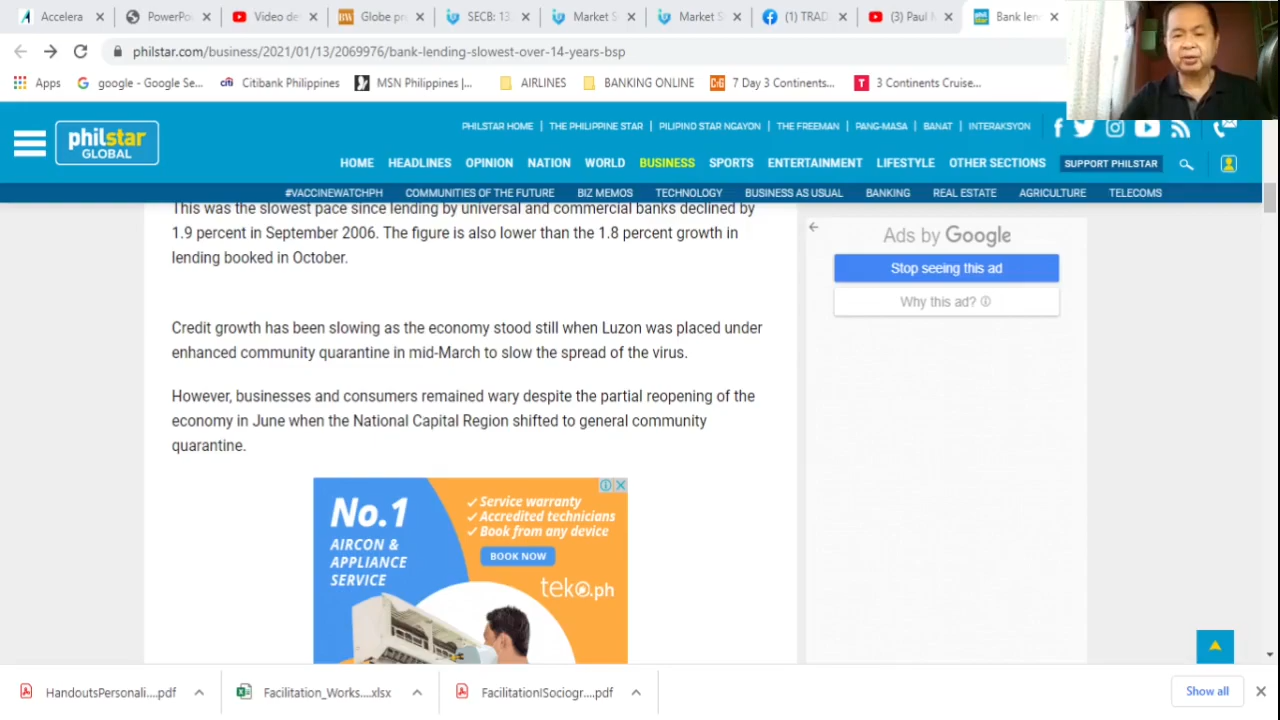 Accelera
PowerPo
Video de
Globe pr
SECB: 13.
Market S
Market S
(1) TRAD
(3) Paul M
Bank len
philstar.com/business/2021/01/13/2069976/bank-lending-slowest-over-14-years-bsp
Apps
google - Google Se...
citi Citibank Philippines
MSN Philippines |...
AIRLINES
BANKING ONLINE
7 Day 3 Continents...
3 Continents Cruise...
PHILSTAR HOME | THE PHILIPPINE STAR | PILIPINO STAR NGAYON | THE FREEMAN | PANG-MASA | BANAT | INTERAKSYON
philstar
GLOBAL
HOME HEADLINES OPINION NATION WORLD BUSINESS SPORTS ENTERTAINMENT LIFESTYLE OTHER SECTIONS SUPPORT PHILSTAR
#VACCINEWATCHPH COMMUNITIES OF THE FUTURE BIZ MEMOS TECHNOLOGY BUSINESS AS USUAL BANKING REAL ESTATE AGRICULTURE TELECOMS
This was the slowest pace since lending by universal and commercial banks declined by
1.9 percent in September 2006. The figure is also lower than the 1.8 percent growth in
lending booked in October.
Credit growth has been slowing as the economy stood still when Luzon was placed under
enhanced community quarantine in mid-March to slow the spread of the virus.
However, businesses and consumers remained wary despite the partial reopening of the
economy in June when the National Capital Region shifted to general community
quarantine.
Ads by Google
Stop seeing this ad
Why this ad?
No.1
AIRCON &
APPLIANCE
SERVICE
✓ Service warranty
✓ Accredited technicians
✓ Book from any device
BOOK NOW
teko.ph
HandoutsPersonali....pdf
Facilitation_Works....xlsx
FacilitationlSociogr....pdf
Show all